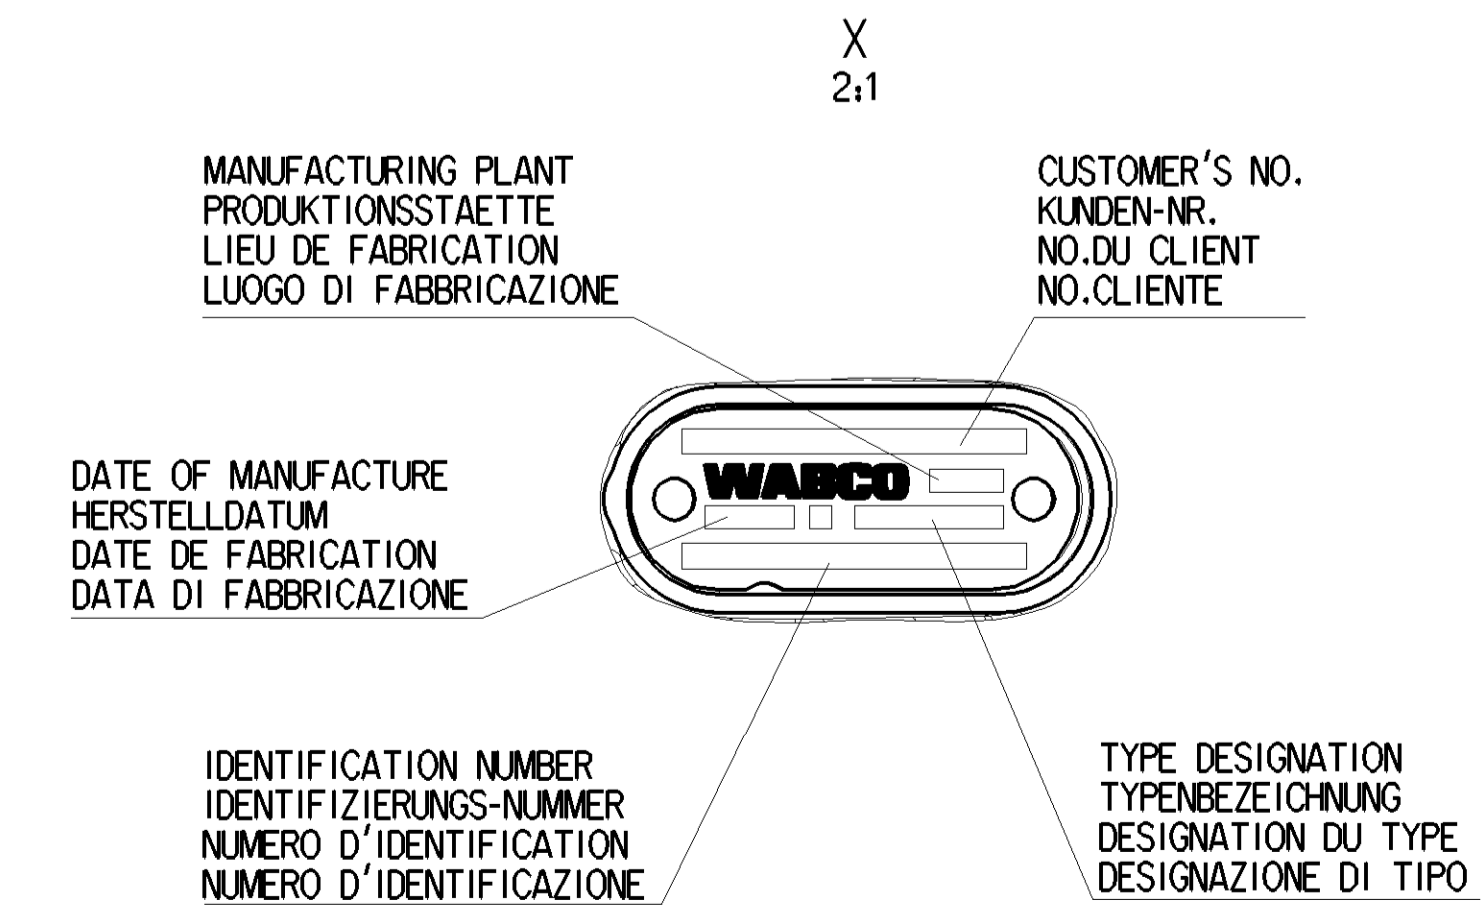 X
2:1
MANUFACTURING PLANT
PRODUKTIONSSTAETTE
LIEU DE FABRICATION
LUOGO DI FABBRICAZIONE
CUSTOMER'S NO.
KUNDEN-NR.
NO.DU CLIENT
NO.CLIENTE
DATE OF MANUFACTURE
HERSTELLDATUM
DATE DE FABRICATION
DATA DI FABBRICAZIONE
WABCO
IDENTIFICATION NUMBER
IDENTIFIZIERUNGS-NUMMER
NUMERO D'IDENTIFICATION
NUMERO D'IDENTIFICAZIONE
TYPE DESIGNATION
TYPENBEZEICHNUNG
DESIGNATION DU TYPE
DESIGNAZIONE DI TIPO